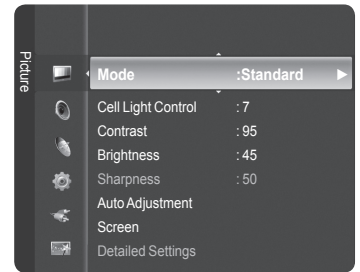 Picture
Mode :Standard
Cell Light Control : 7
Contrast : 95
Brightness : 45
Sharpness : 50
Auto Adjustment
Screen
Detailed Settings